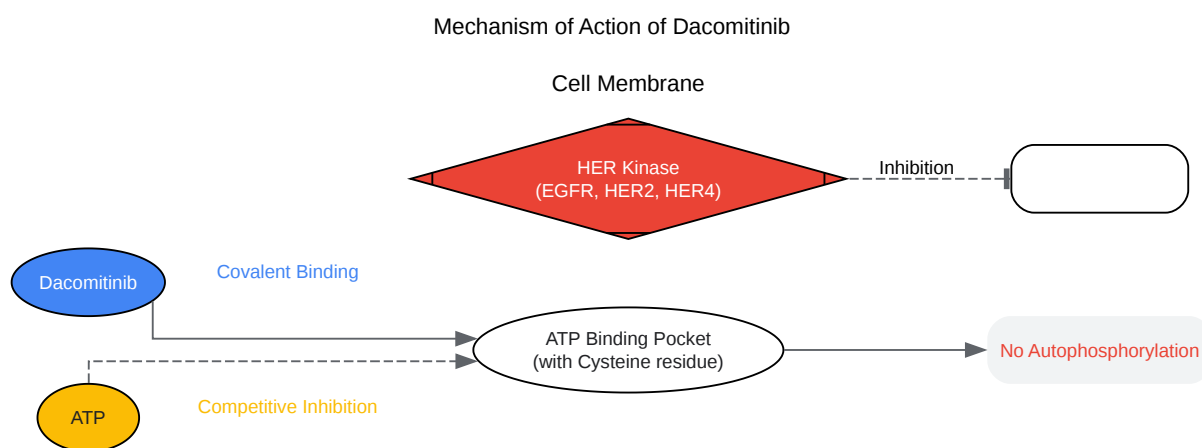 Mechanism of Action of Dacomitinib
Cell Membrane
HER Kinase
(EGFR, HER2, HER4)
Inhibition
Dacomitinib
Covalent Binding
ATP Binding Pocket
(with Cysteine residue)
No Autophosphorylation
ATP
Competitive Inhibition